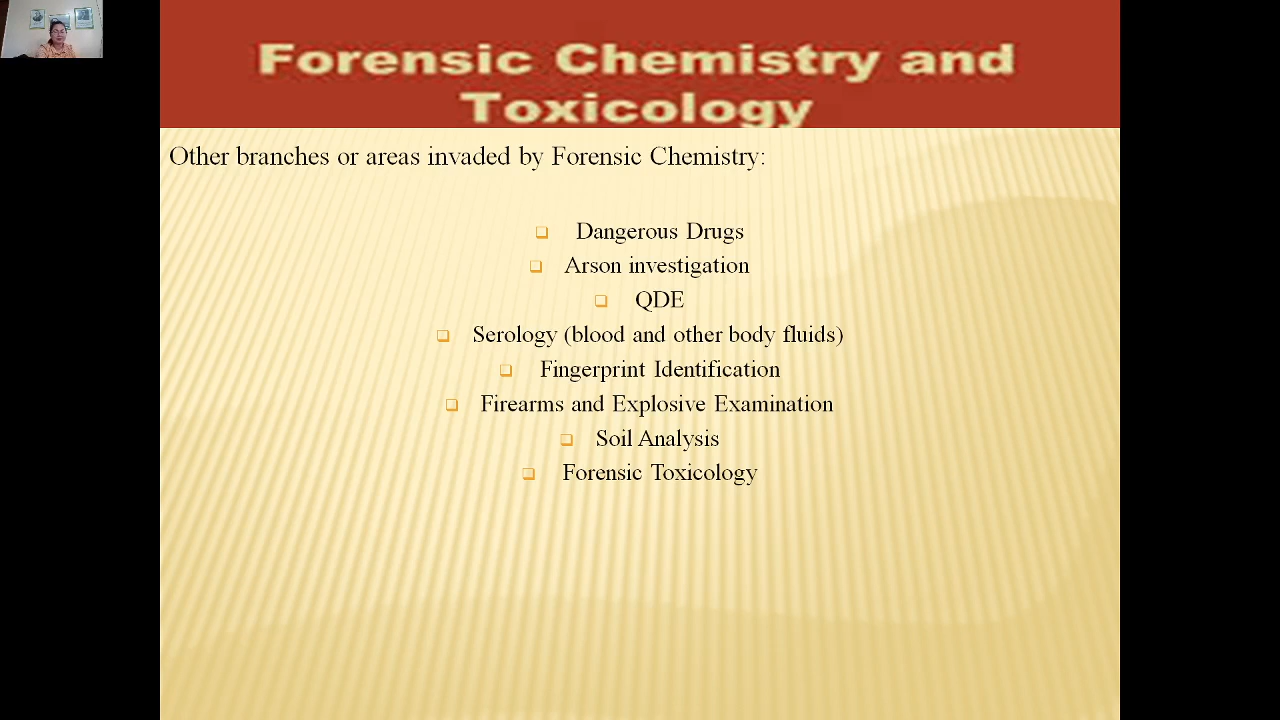 Forensic Chemistry and
Toxicology
Other branches or areas invaded by Forensic Chemistry:
Dangerous Drugs
Arson investigation
QDE
Serology (blood and other body fluids)
Fingerprint Identification
Firearms and Explosive Examination
Soil Analysis
Forensic Toxicology